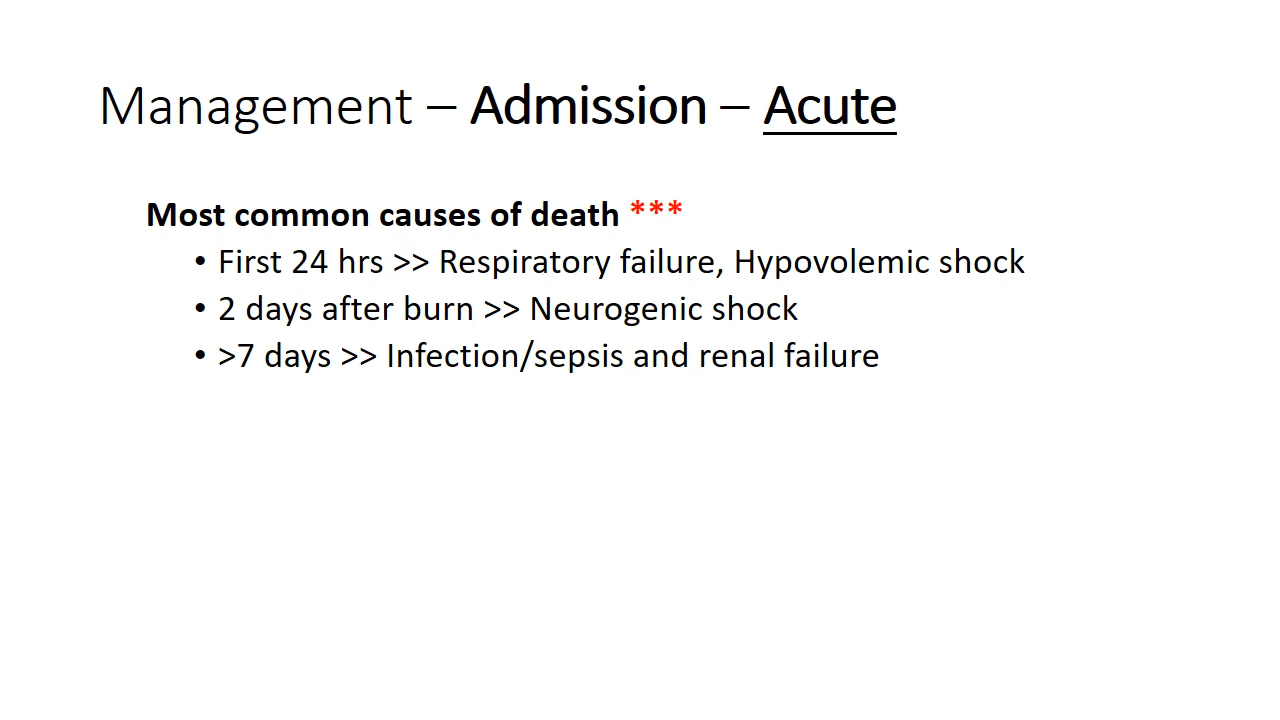 Management – Admission – Acute
Most common causes of death ***
• First 24 hrs >> Respiratory failure, Hypovolemic shock
• 2 days after burn >> Neurogenic shock
• >7 days >> Infection/sepsis and renal failure